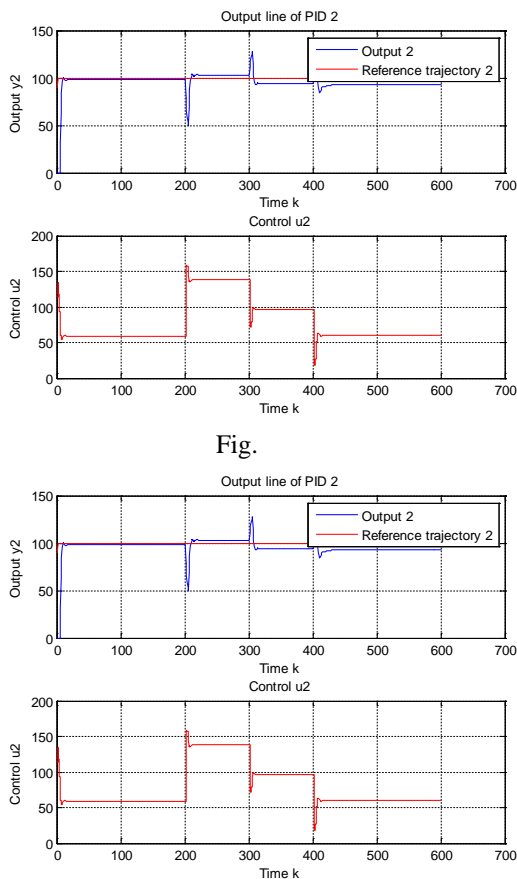 Output line of PID 2
150
100
50
0
Output y2
Output 2
Reference trajectory 2
0 100 200 300 400 500 600 700
Time k
Control u2
200
150
100
50
0
Control u2
0 100 200 300 400 500 600 700
Time k
Fig.
Output line of PID 2
150
100
50
0
Output y2
Output 2
Reference trajectory 2
0 100 200 300 400 500 600 700
Time k
Control u2
200
150
100
50
0
Control u2
0 100 200 300 400 500 600 700
Time k